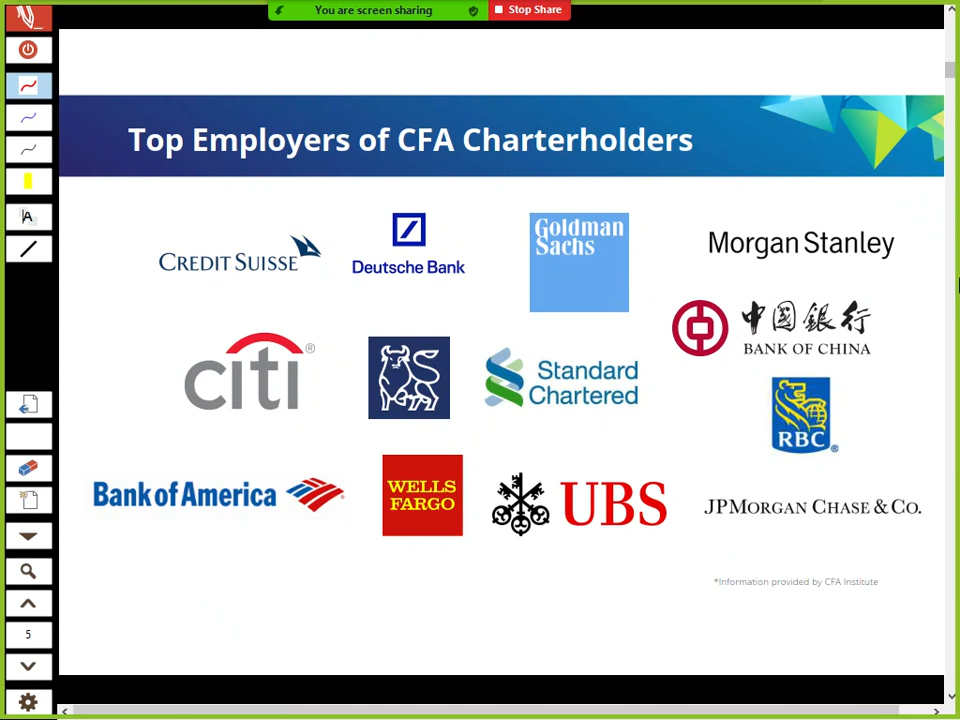 You are screen sharing
Stop Share
Top Employers of CFA Charterholders
CREDIT SUISSE
Deutsche Bank
Goldman
Sachs
Morgan Stanley
中國銀行
BANK OF CHINA
citi®
Standard
Chartered
RBC®
Bank of America
WELLS
FARGO
UBS
JPMORGAN CHASE & CO.
*Information provided by CFA Institute
A
5